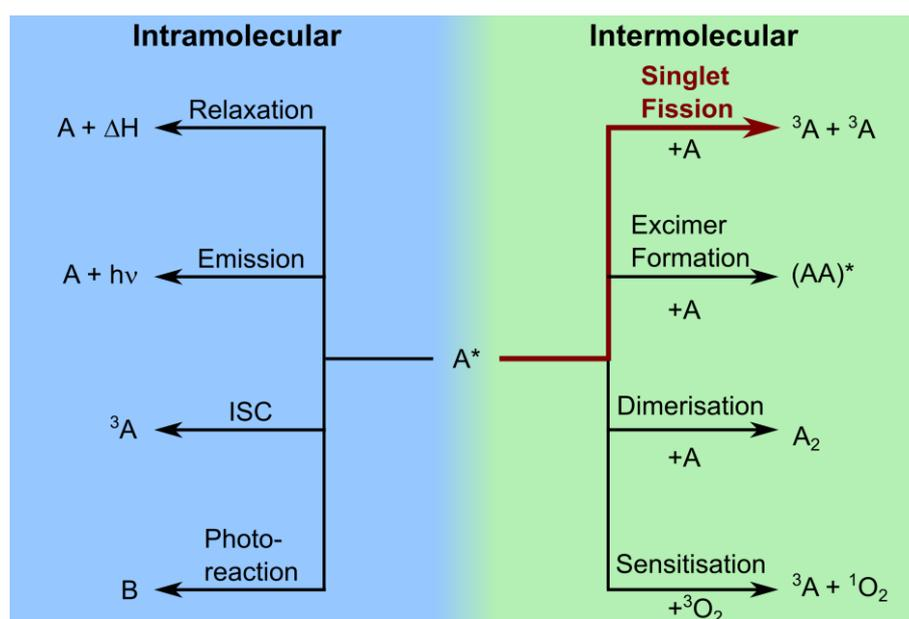 Intramolecular
Relaxation
A + ΔH
Emission
A + hν
ISC
³A
Photo-
reaction
B
A*
Intermolecular
Singlet
Fission
+A
³A + ³A
Excimer
Formation
+A
(AA)*
Dimerisation
+A
A₂
Sensitisation
+³O₂
³A + ¹O₂